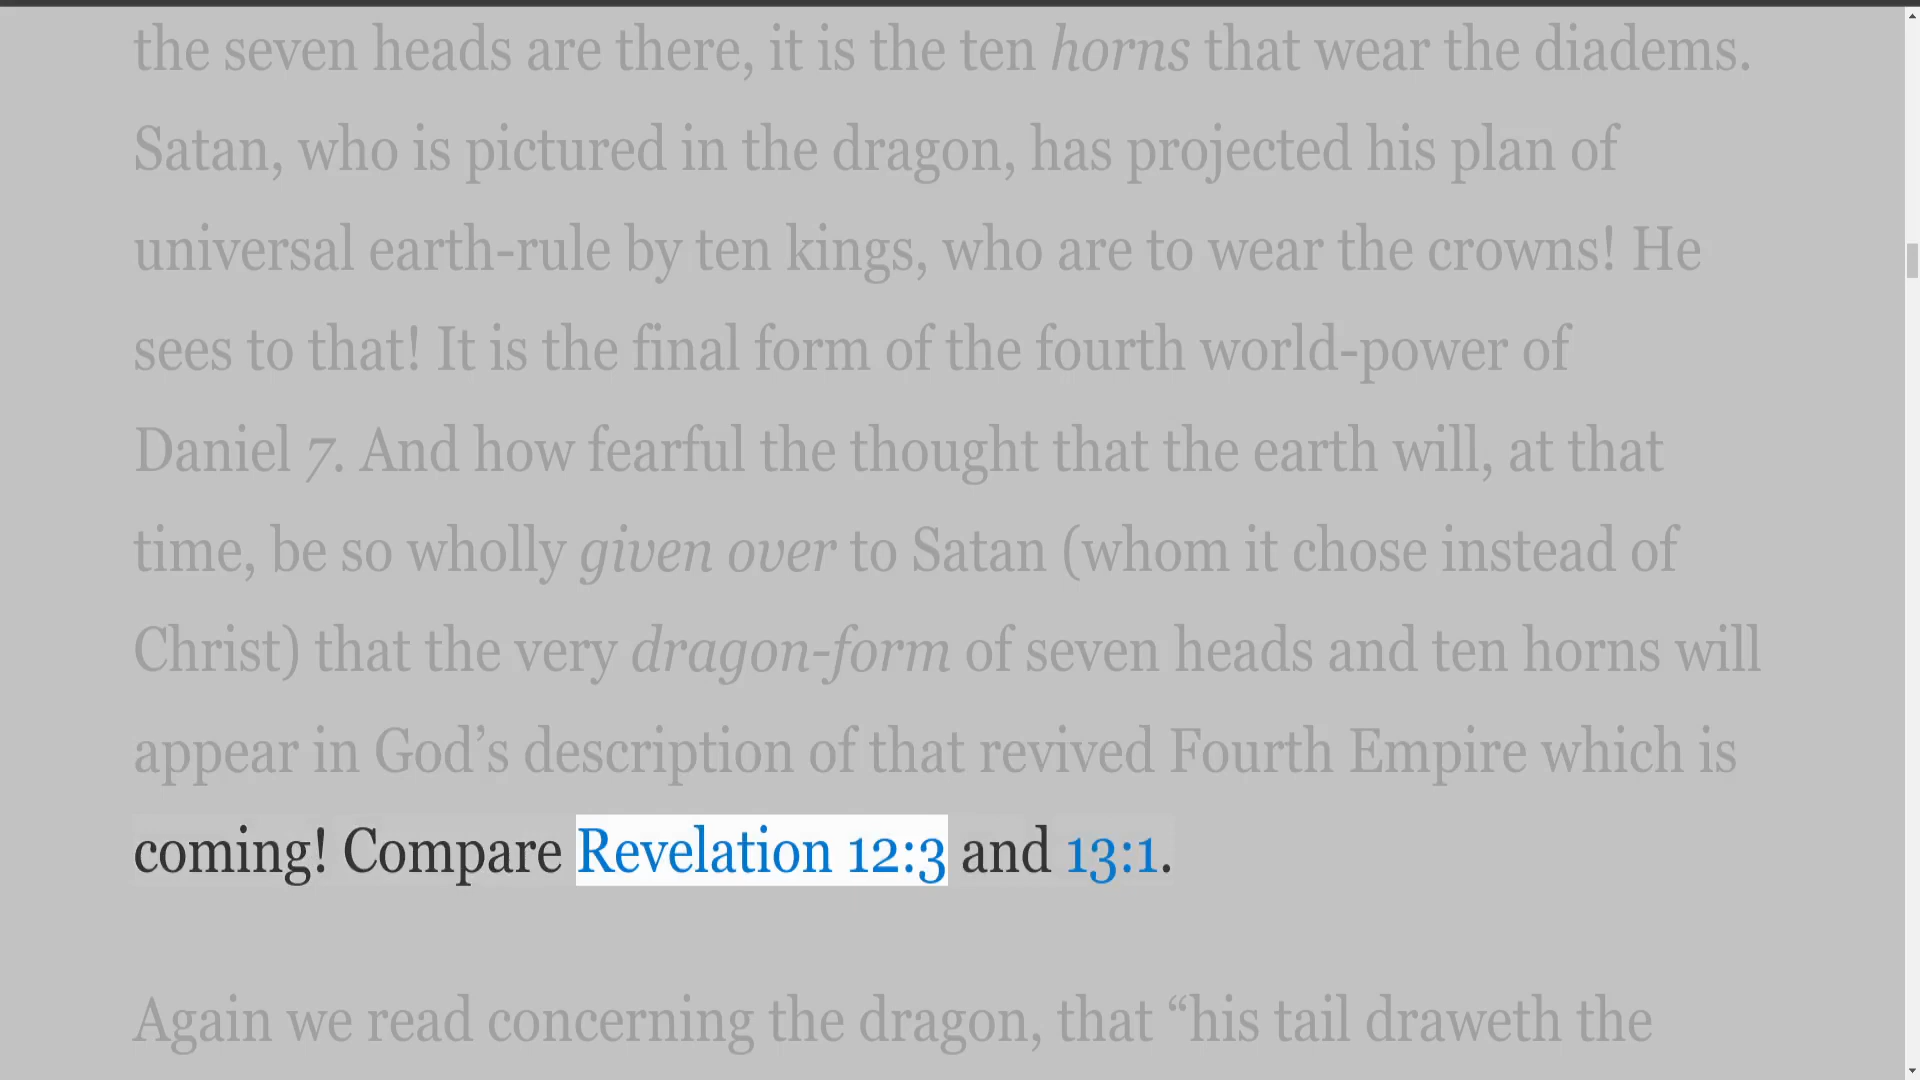 the seven heads are there, it is the ten horns that wear the diadems.
Satan, who is pictured in the dragon, has projected his plan of
universal earth-rule by ten kings, who are to wear the crowns! He
sees to that! It is the final form of the fourth world-power of
Daniel 7. And how fearful the thought that the earth will, at that
time, be so wholly given over to Satan (whom it chose instead of
Christ) that the very dragon-form of seven heads and ten horns will
appear in God’s description of that revived Fourth Empire which is
coming! Compare Revelation 12:3 and 13:1.
Again we read concerning the dragon, that “his tail draweth the